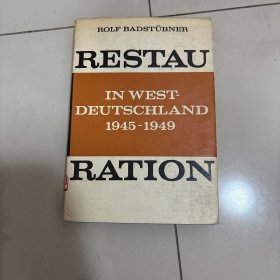 ROLF BADSTÜBNER
RESTAU
IN WEST-
DEUTSCHLAND
1945-1949
RATION